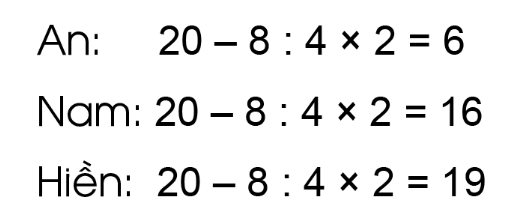 An: 20 – 8 : 4 × 2 = 6
Nam: 20 – 8 : 4 × 2 = 16
Hiền: 20 – 8 : 4 × 2 = 19